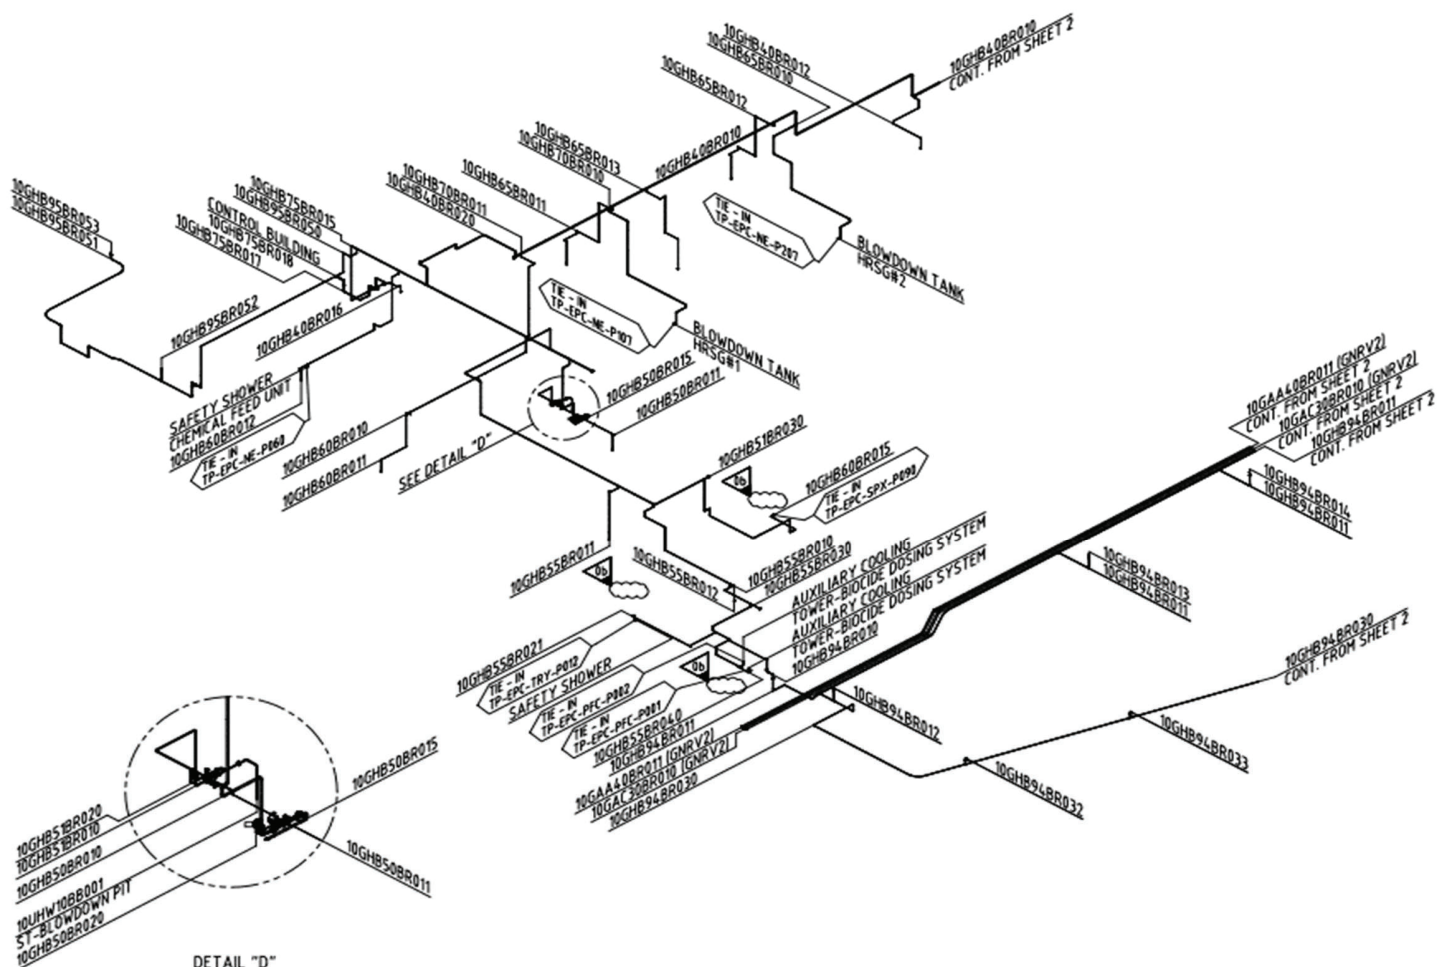 10GHB40BR012
10GHB65BR010
10GHB40BR010
CONT. FROM SHEET 2
10GHB65BR012
10GHB40BR010
10GHB65BR013
10GHB70BR010
10GHB65BR011
10GHB70BR011
10GHB40BR020
10GHB75BR015
10GHB95BR050
CONTROL BUILDING
10GHB75BR018
10GHB75BR017
10GHB95BR053
10GHB95BR051
TIE - IN
TP-EPC-NE-P207
BLOWDOWN TANK
HRSG#2
TIE - IN
TP-EPC-NE-P107
BLOWDOWN TANK
HRSG#1
10GHB95BR052
10GHB40BR016
SAFETY SHOWER
CHEMICAL FEED UNIT
10GHB60BR012
TIE - IN
TP-EPC-NE-P060
10GHB60BR010
10GHB60BR011
SEE DETAIL "D"
10GHB50BR015
10GHB50BR011
10GHB51BR030
0b
10GHB60BR015
TIE - IN
TP-EPC-SPX-P090
10GAA40BR011 (GNRV2)
CONT. FROM SHEET 2
10GAC30BR010 (GNRV2)
CONT. FROM SHEET 2
10GHB94BR011
CONT. FROM SHEET 2
10GHB94BR014
10GHB94BR011
10GHB94BR013
10GHB94BR011
10GHB55BR011
0b
10GHB55BR012
10GHB55BR010
10GHB55BR030
AUXILIARY COOLING
TOWER-BIOCIDE DOSING SYSTEM
AUXILIARY COOLING
TOWER-BIOCIDE DOSING SYSTEM
10GHB94BR010
10GHB55BR021
TIE - IN
TP-EPC-TRY-P012
SAFETY SHOWER
TIE - IN
TP-EPC-PFC-P002
TIE - IN
TP-EPC-PFC-P001
0b
10GHB55BR040
10GHB94BR011
10GAA40BR011 (GNRV2)
10GAC30BR010 (GNRV2)
10GHB94BR030
10GHB94BR012
10GHB94BR030
CONT. FROM SHEET 2
10GHB94BR033
10GHB94BR032
10GHB50BR015
10GHB50BR011
10GHB51BR020
10GHB51BR010
10GHB50BR010
10UHW10BB001
ST-BLOWDOWN PIT
10GHB50BR020
DETAIL "D"